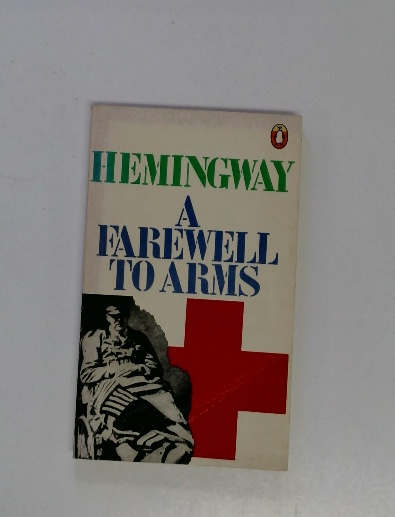 HEMINGWAY
A
FAREWELL
TO ARMS